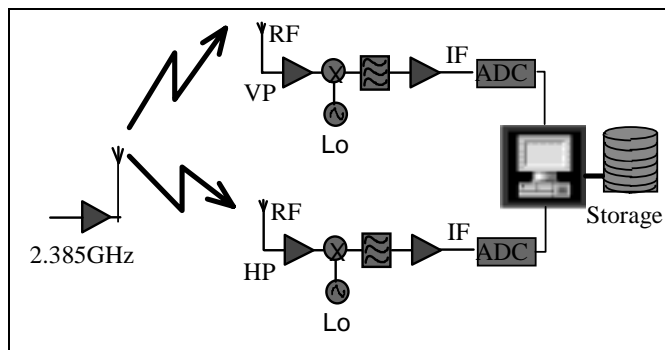 RF
IF
ADC
VP
Lo
RF
IF
Storage
ADC
2.385GHz
HP
Lo